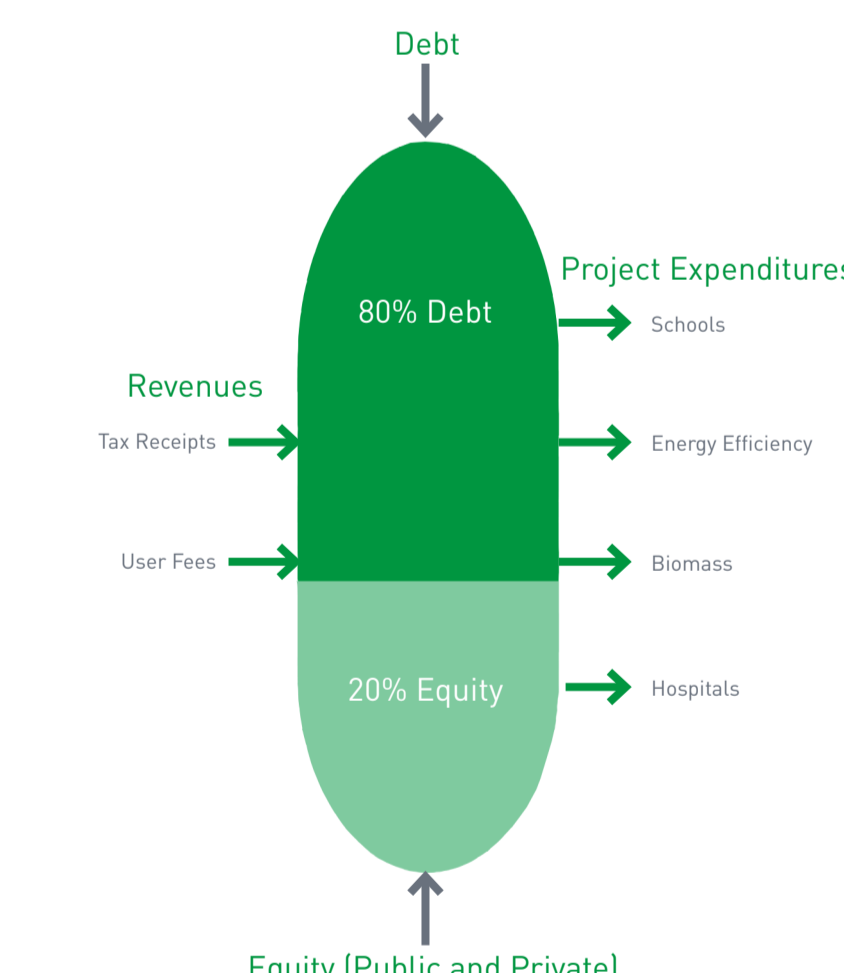 Debt
Project Expenditures
80% Debt
Schools
Revenues
Tax Receipts
Energy Efficiency
User Fees
Biomass
20% Equity
Hospitals
Equity (Public and Private)